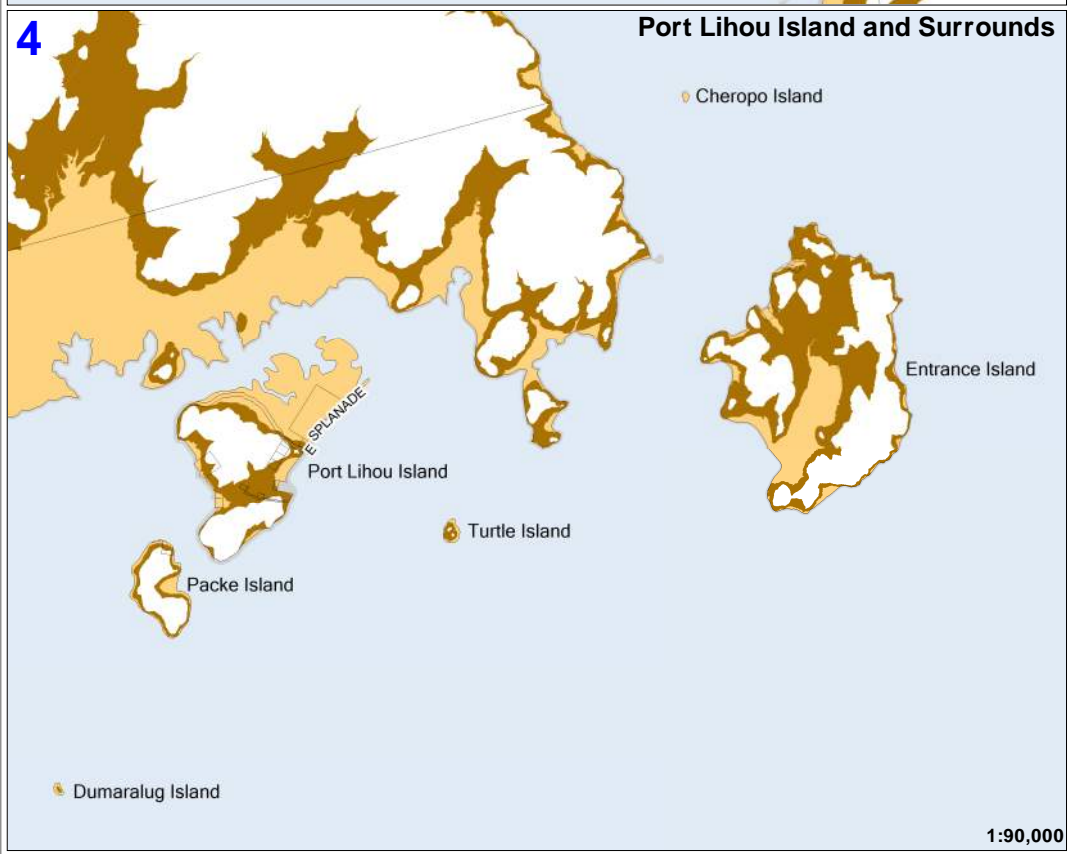 4
Port Lihou Island and Surrounds
Cheropo Island
Entrance Island
E SPLANADE
Port Lihou Island
Turtle Island
Packe Island
Dumaralug Island
1:90,000